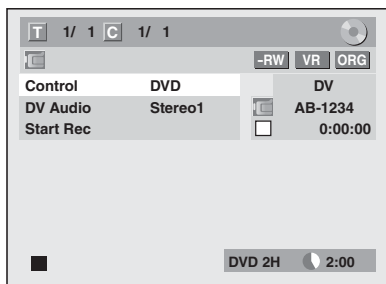 T 1/ 1 C 1/ 1
-RW VR ORG
Control DVD DV
DV Audio Stereo1 AB-1234
Start Rec 0:00:00
DVD 2H 2:00